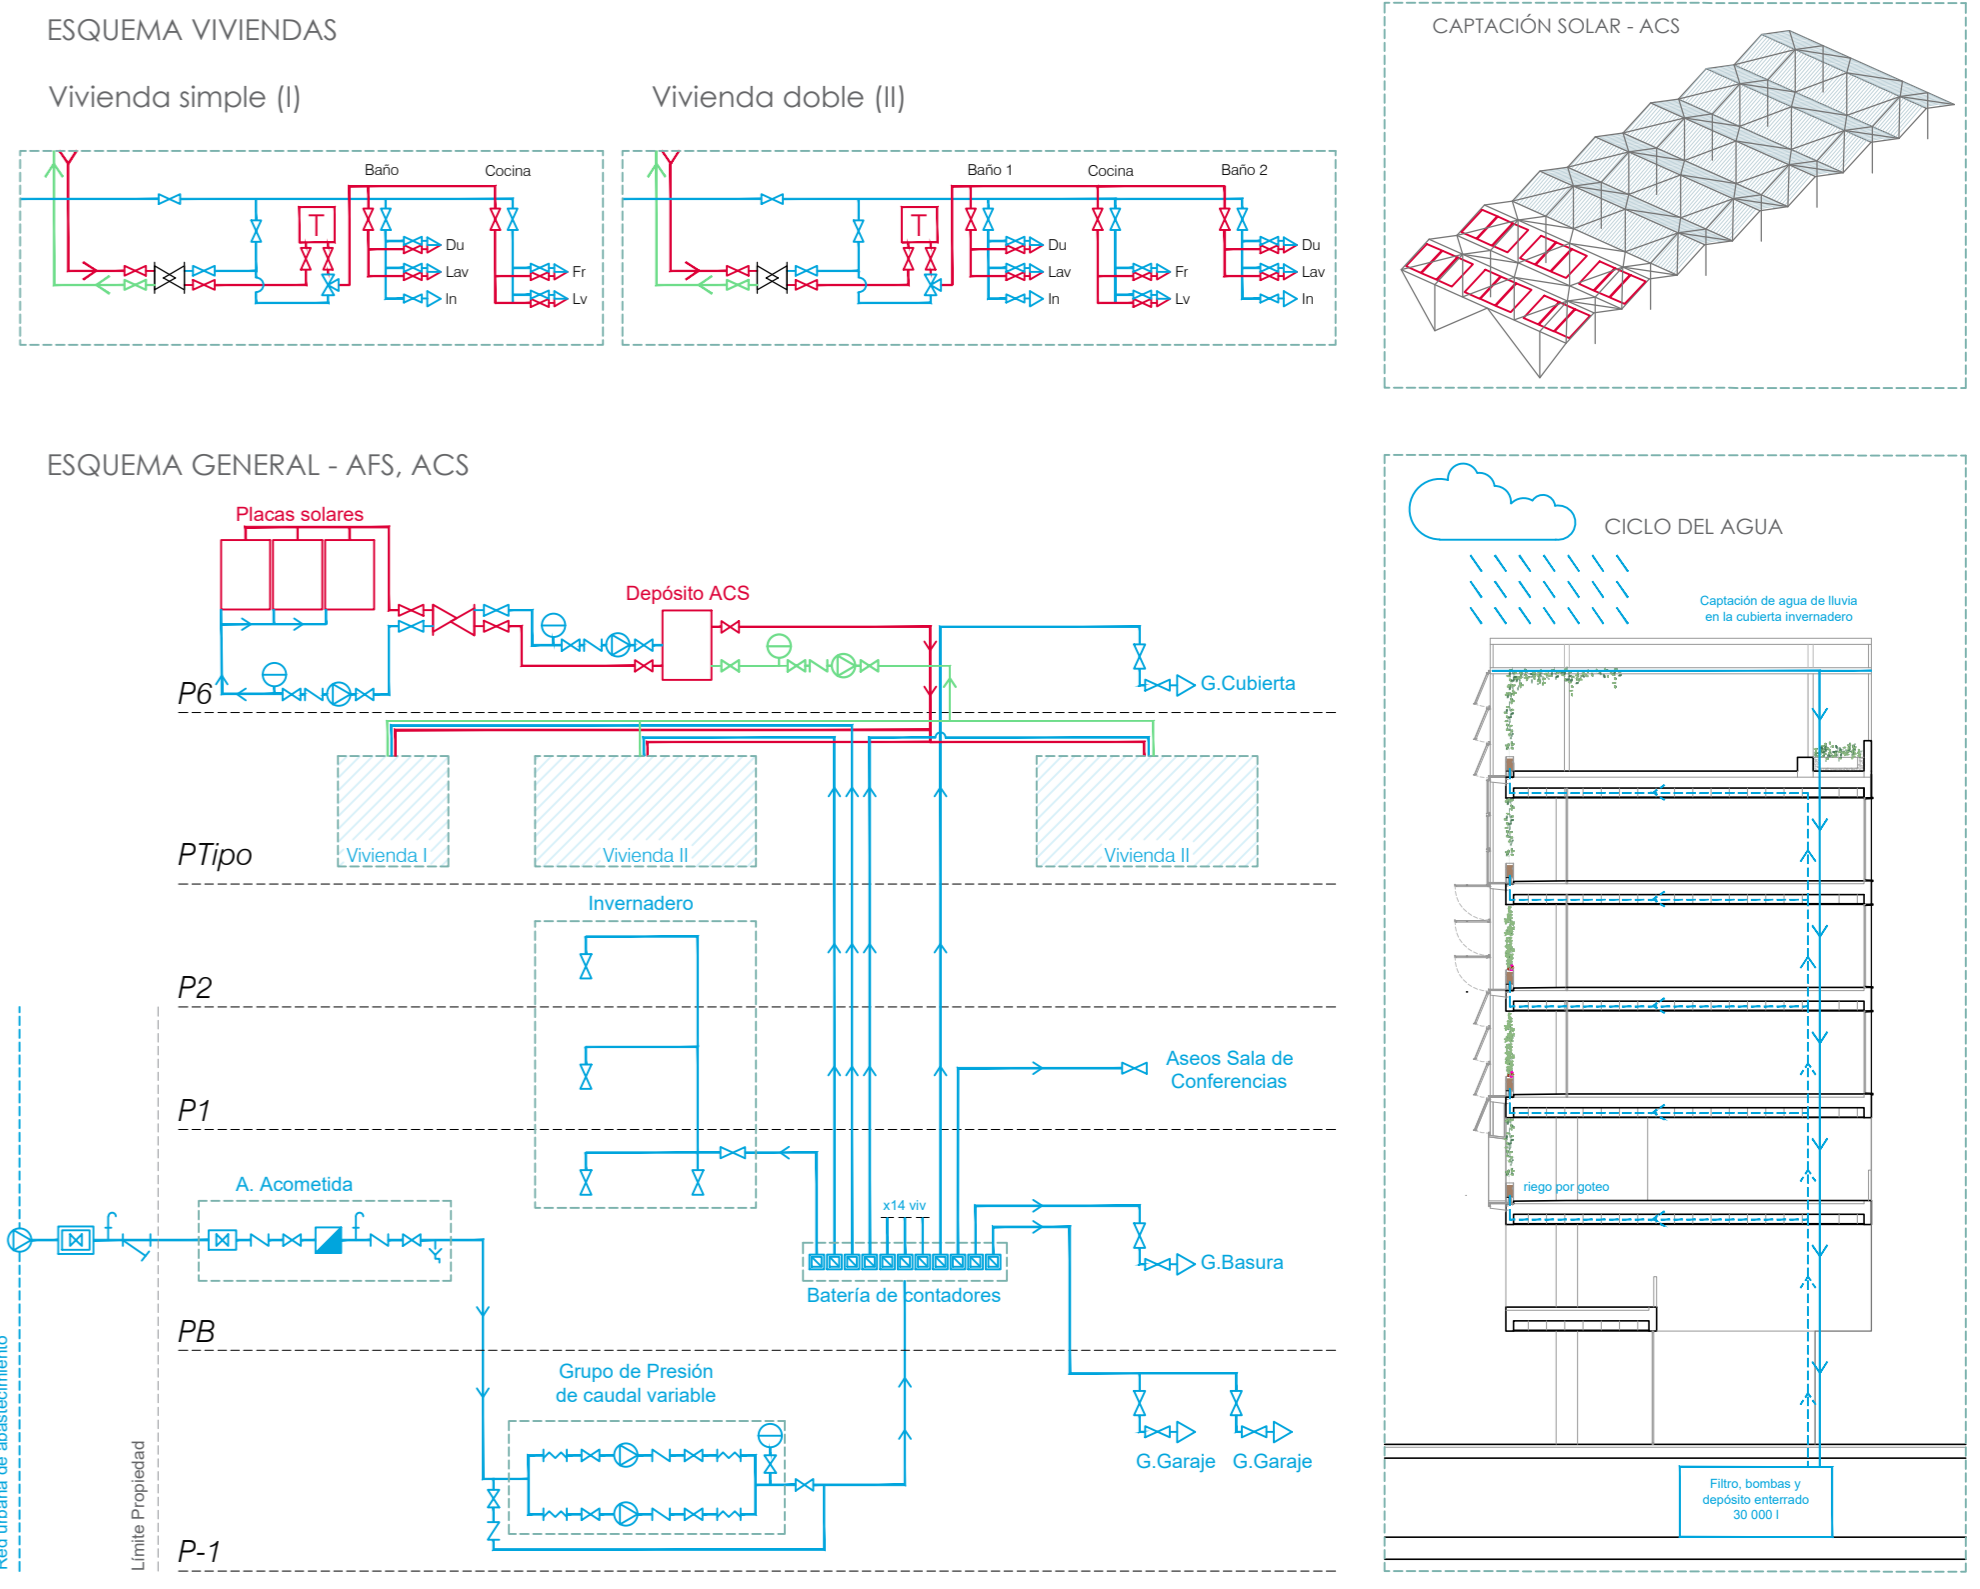 ESQUEMA VIVIENDAS
Vivienda simple (I)
Vivienda doble (II)
Baño
Cocina
T
Du
Lav
In
Fr
Lv
Baño 1
Cocina
Baño 2
T
Du
Lav
In
Fr
Lv
Du
Lav
In
CAPTACIÓN SOLAR - ACS
ESQUEMA GENERAL - AFS, ACS
Placas solares
Depósito ACS
G.Cubierta
P6
Vivienda I
Vivienda II
Vivienda II
PTipo
Invernadero
P2
Aseos Sala de
Conferencias
P1
A. Acometida
x14 viv
G.Basura
Batería de contadores
PB
Grupo de Presión
de caudal variable
G.Garaje
G.Garaje
P-1
Red urbana de abastecimiento
Límite Propiedad
CICLO DEL AGUA
Captación de agua de lluvia
en la cubierta invernadero
riego por goteo
Filtro, bombas y
depósito enterrado
30 000 l